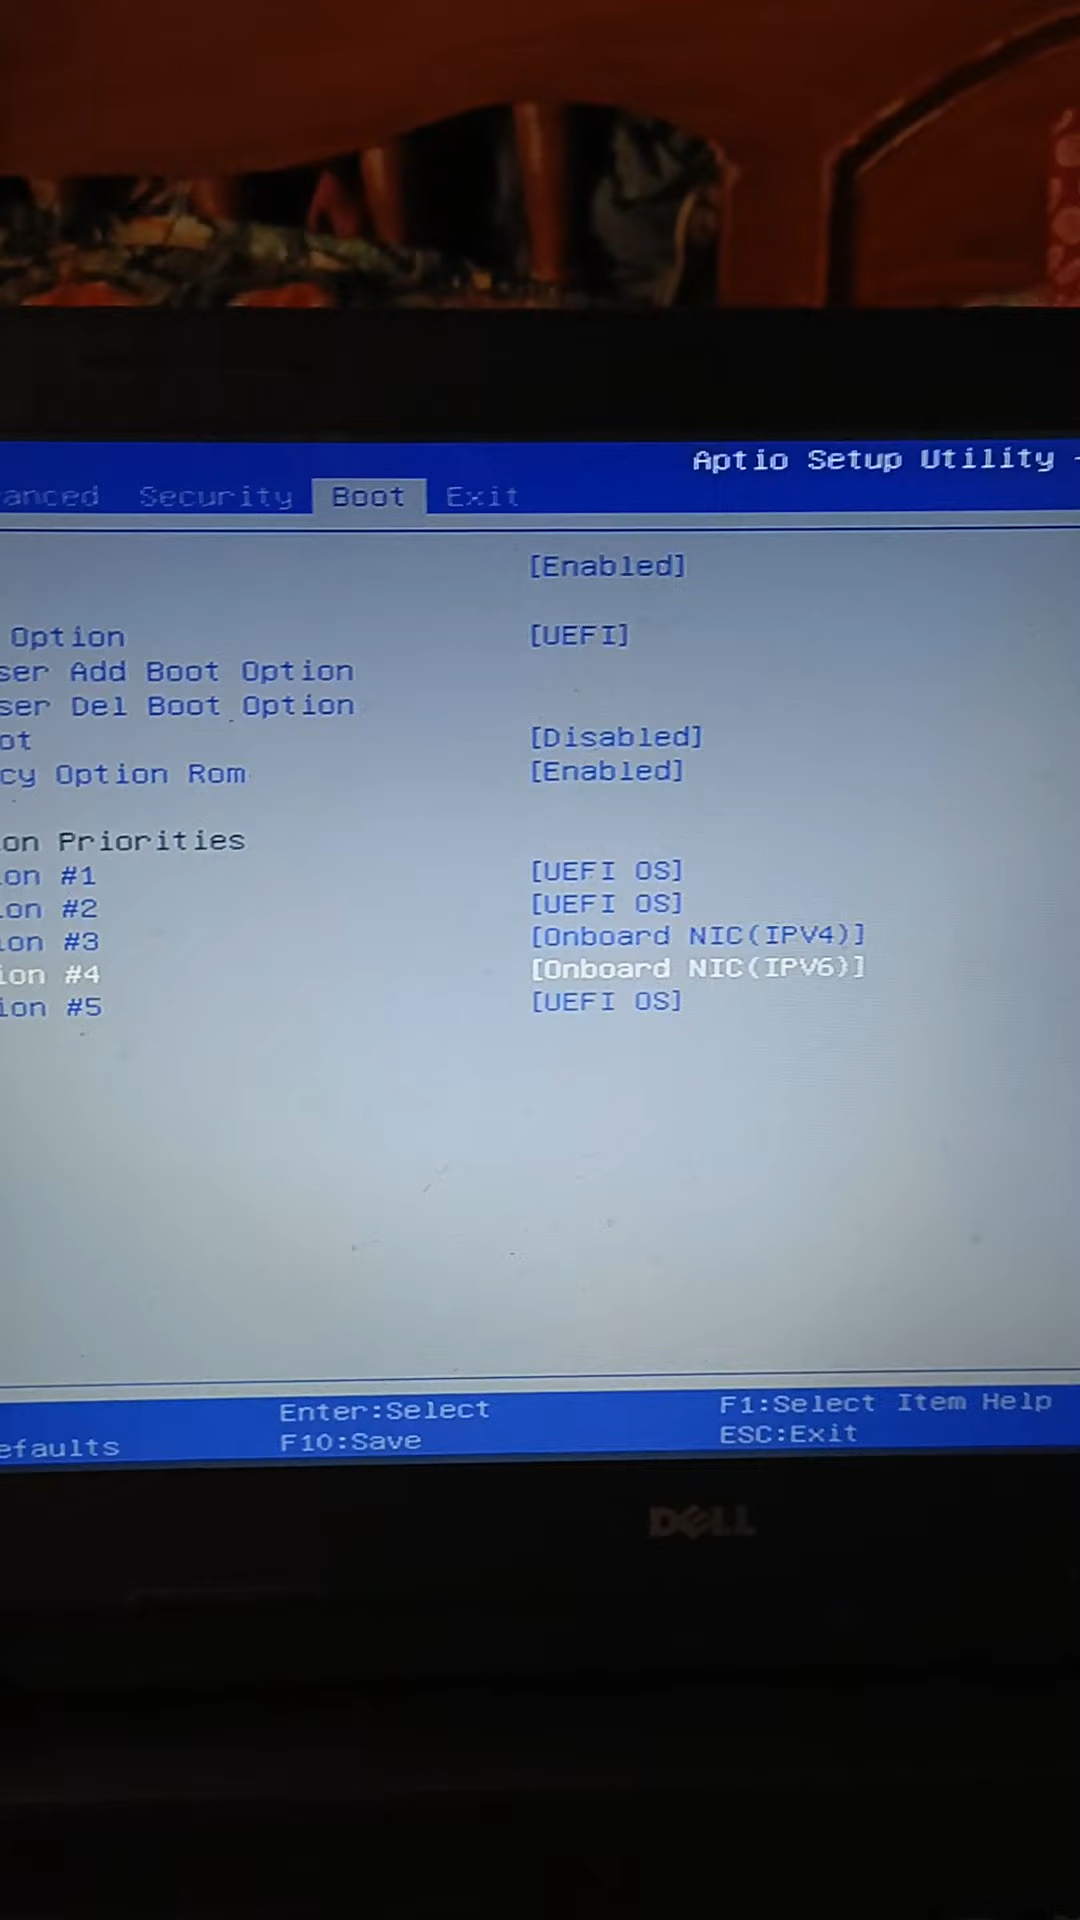 Aptio Setup Utility -
anced Security Boot Exit
[Enabled]
Option [UEFI]
ser Add Boot Option
ser Del Boot Option
ot [Disabled]
cy Option Rom [Enabled]
on Priorities
ion #1 [UEFI OS]
ion #2 [UEFI OS]
ion #3 [Onboard NIC(IPV4)]
ion #4 [Onboard NIC(IPV6)]
ion #5 [UEFI OS]
Enter:Select F1:Select Item Help
efaults F10:Save ESC:Exit
DELL